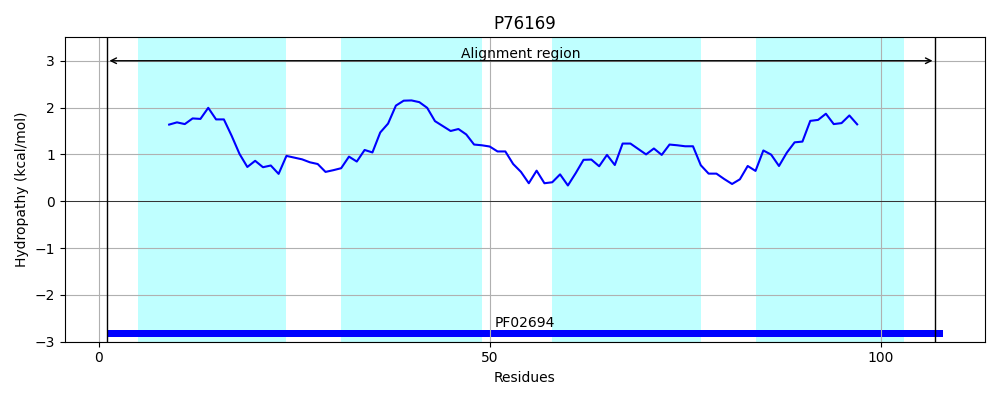 P76169
Alignment region
3
2
1
0
−1
−2
−3
Hydropathy (kcal/mol)
PF02694
0
50
100
Residues